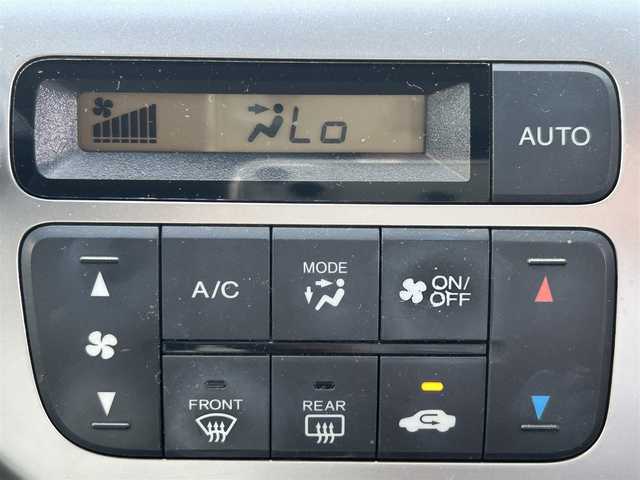 Lo
AUTO
A/C
MODE
ON/
OFF
FRONT
REAR